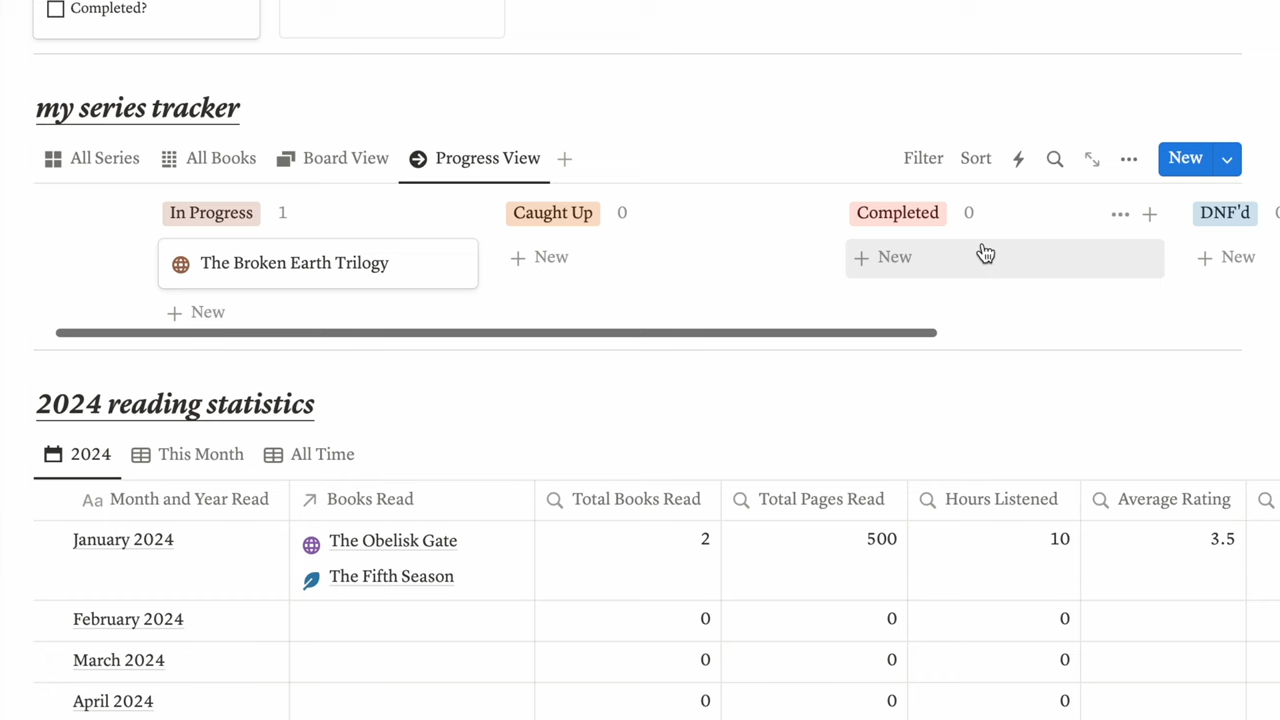 Completed?
my series tracker
All Series All Books Board View Progress View Filter Sort New
In Progress 1 Caught Up 0 Completed 0 DNF'd
The Broken Earth Trilogy New New New
New
2024 reading statistics
2024 This Month All Time
Aa Month and Year Read Books Read Total Books Read Total Pages Read Hours Listened Average Rating
January 2024 The Obelisk Gate 2 500 10 3.5
The Fifth Season
February 2024 0 0 0
March 2024 0 0 0
April 2024 0 0 0